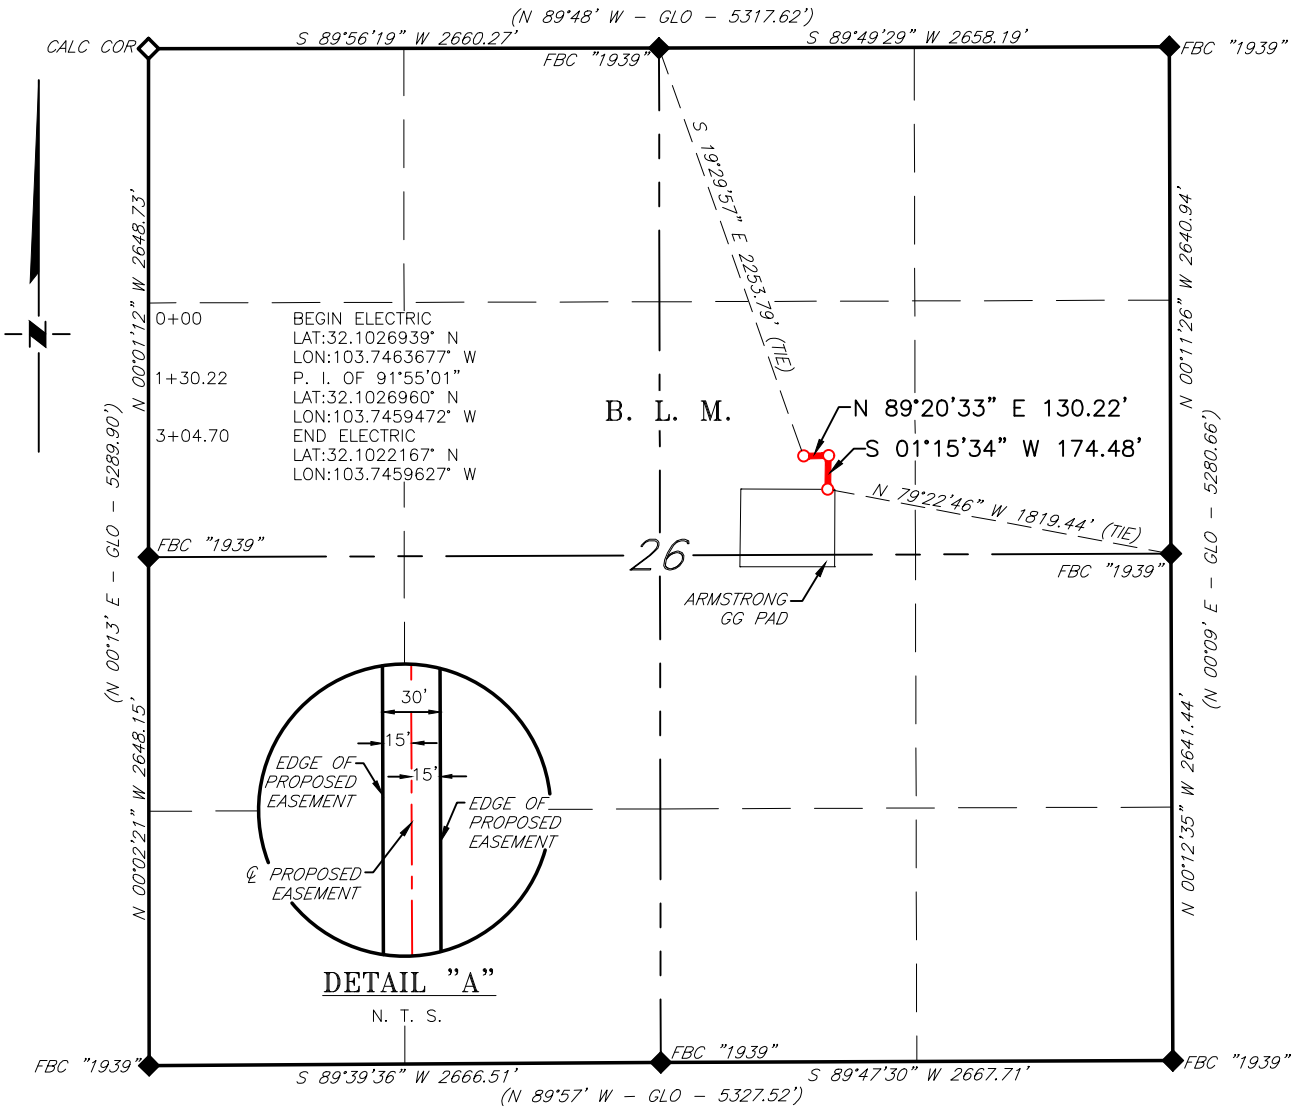 (N 89°48' W – GLO – 5317.62')
S 89°56'19" W 2660.27'
S 89°49'29" W 2658.19'
CALC COR
FBC "1939"
FBC "1939"
S 19°29'57" E 2253.79' (TIE)
N 00°01'12" W 2648.73'
N 00°11'26" W 2640.94'
0+00 BEGIN ELECTRIC
LAT:32.1026939° N
LON:103.7463677° W
1+30.22 P. I. OF 91°55'01"
LAT:32.1026960° N
LON:103.7459472° W
3+04.70 END ELECTRIC
LAT:32.1022167° N
LON:103.7459627° W
N
B. L. M.
N 89°20'33" E 130.22'
S 01°15'34" W 174.48'
N 79°22'46" W 1819.44' (TIE)
(N 00°13' E – GLO – 5289.90')
(N 00°09' E – GLO – 5280.66')
FBC "1939"
26
FBC "1939"
ARMSTRONG
GG PAD
N 00°02'21" W 2648.15'
N 00°12'35" W 2641.44'
30'
15'
15'
EDGE OF
PROPOSED
EASEMENT
EDGE OF
PROPOSED
EASEMENT
℄ PROPOSED
EASEMENT
DETAIL "A"
N. T. S.
FBC "1939"
FBC "1939"
FBC "1939"
S 89°39'36" W 2666.51'
S 89°47'30" W 2667.71'
(N 89°57' W – GLO – 5327.52')